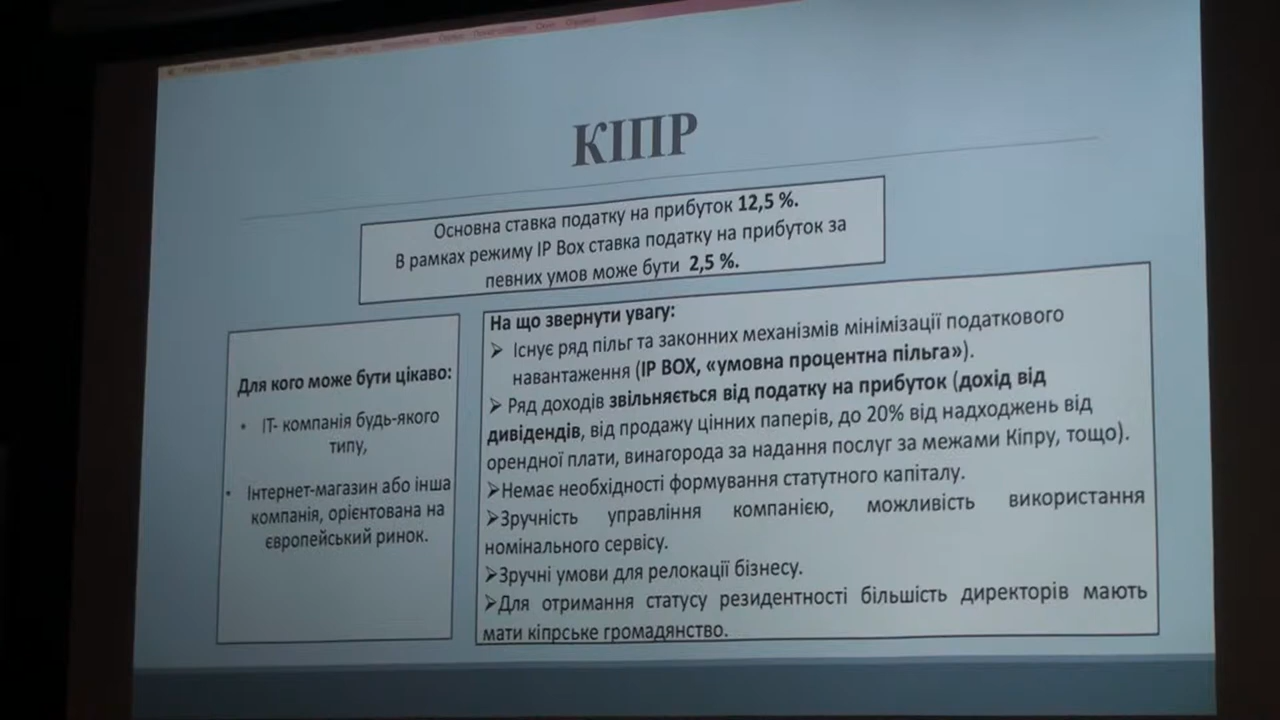 КІПР
Основна ставка податку на прибуток 12,5 %.
В рамках режиму IP Box ставка податку на прибуток за
певних умов може бути 2,5 %.
Для кого може бути цікаво:
• ІТ- компанія будь-якого
типу,
• Інтернет-магазин або інша
компанія, орієнтована на
європейський ринок.
На що звернути увагу:
➢ Існує ряд пільг та законних механізмів мінімізації податкового
навантаження (IP BOX, «умовна процентна пільга»).
➢ Ряд доходів звільняється від податку на прибуток (дохід від
дивідендів, від продажу цінних паперів, до 20% від надходжень від
орендної плати, винагорода за надання послуг за межами Кіпру, тощо).
➢Немає необхідності формування статутного капіталу.
➢Зручність управління компанією, можливість використання
номінального сервісу.
➢Зручні умови для релокації бізнесу.
➢Для отримання статусу резидентності більшість директорів мають
мати кіпрське громадянство.